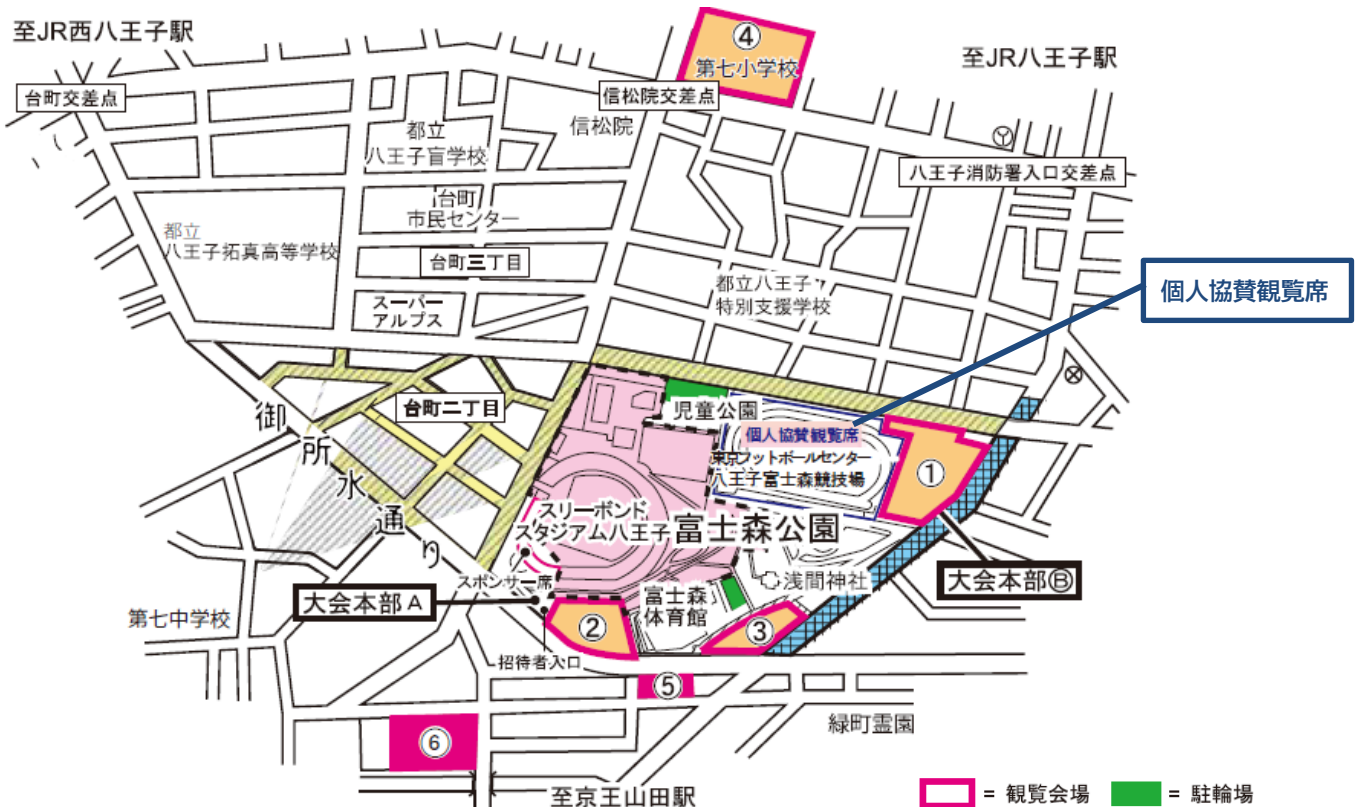 至JR西八王子駅
④
第七小学校
至JR八王子駅
台町交差点
信松院交差点
信松院
都立
八王子盲学校
八王子消防署入口交差点
台町
市民センター
都立
八王子拓真高等学校
台町三丁目
スーパー
アルプス
都立八王子
特別支援学校
個人協賛観覧席
台町二丁目
児童公園
個人協賛観覧席
東京フットボールセンター
八王子富士森競技場
①
御所水通り
スリーボンド
スタジアム八王子
富士森公園
スポンサー席
大会本部A
浅間神社
大会本部Ⓑ
富士森
体育館
第七中学校
②
③
招待者入口
⑤
緑町霊園
⑥
至京王山田駅
= 観覧会場
= 駐輪場